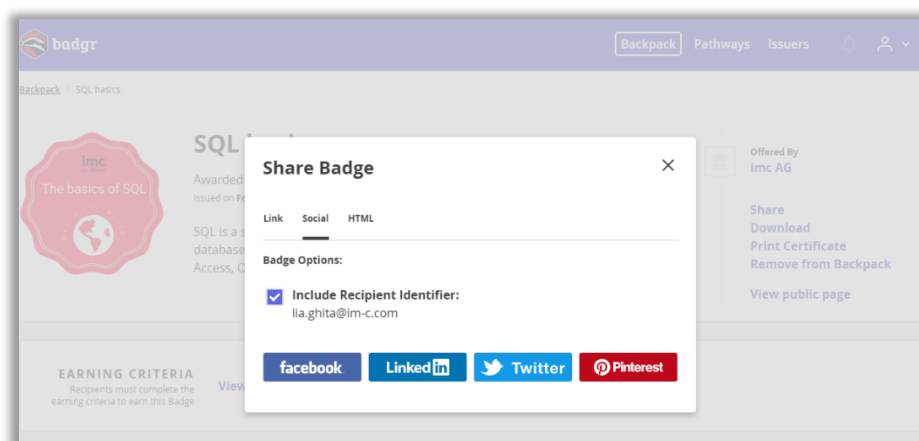 badgr
Backpack Pathways Issuers
Backpack / SQL basics
imc
The basics of SQL
SQL
Awarded
Issued on Fe
SQL is a s
database
Access, O
Share Badge
Link Social HTML
Badge Options:
Include Recipient Identifier:
lia.ghita@im-c.com
facebook
Linked in
Twitter
Pinterest
Offered By
imc AG
Share
Download
Print Certificate
Remove from Backpack
View public page
EARNING CRITERIA
Recipients must complete the
earning criteria to earn this Badge
View